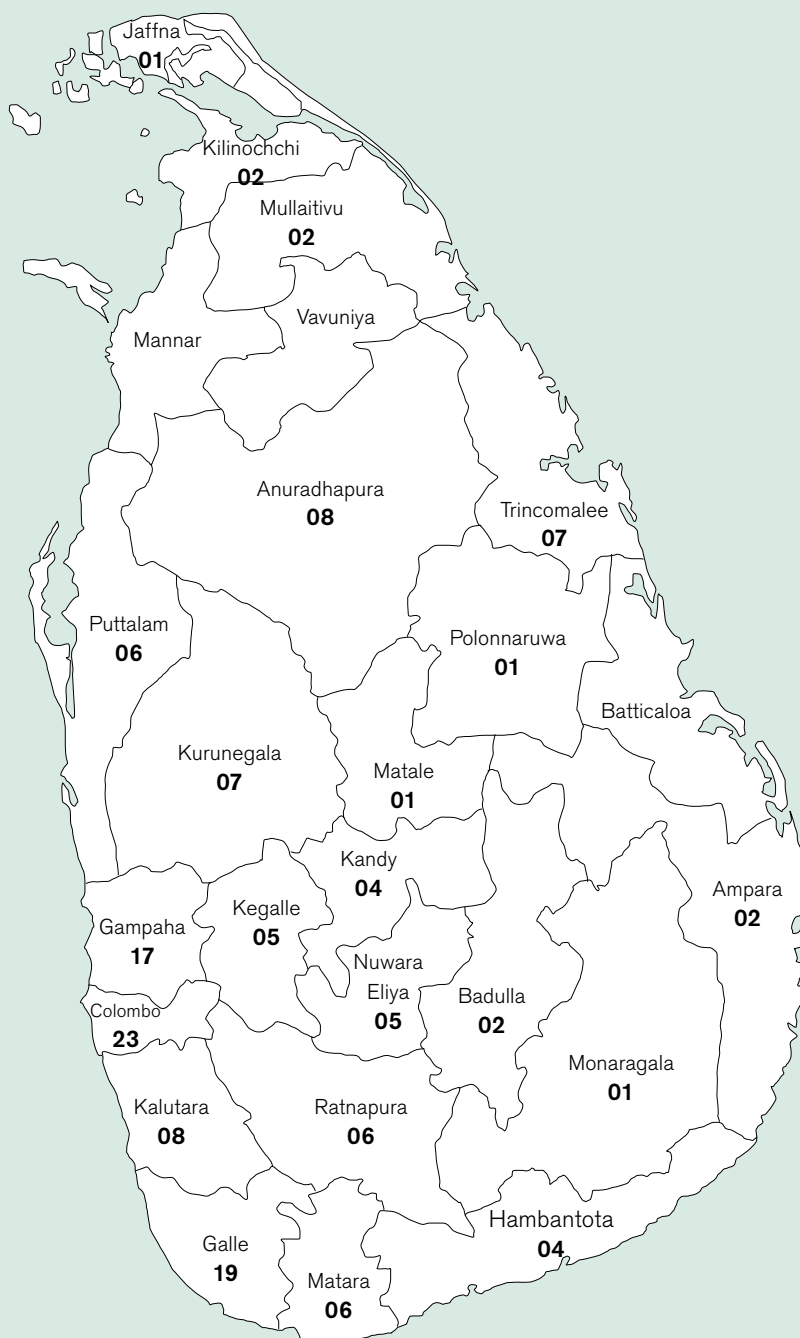 Jaffna
01
Kilinochchi
02
Mullaitivu
02
Vavuniya
Mannar
Anuradhapura
08
Trincomalee
07
Puttalam
06
Polonnaruwa
01
Batticaloa
Kurunegala
07
Matale
01
Kandy
04
Ampara
02
Kegalle
05
Gampaha
17
Nuwara
Eliya
05
Badulla
02
Colombo
23
Monaragala
01
Kalutara
08
Ratnapura
06
Hambantota
04
Galle
19
Matara
06